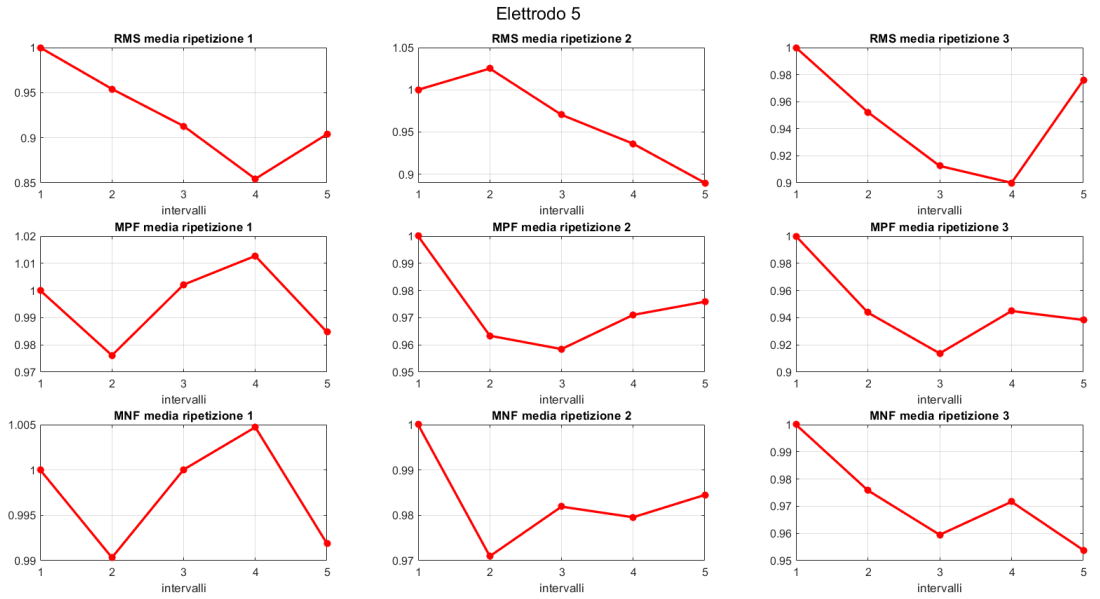 Elettrodo 5
RMS media ripetizione 1
1
0.95
0.9
0.85
1 2 3 4 5
intervalli
RMS media ripetizione 2
1.05
1
0.95
0.9
1 2 3 4 5
intervalli
RMS media ripetizione 3
1
0.98
0.96
0.94
0.92
0.9
1 2 3 4 5
intervalli
MPF media ripetizione 1
1.02
1.01
1
0.99
0.98
0.97
1 2 3 4 5
intervalli
MPF media ripetizione 2
1
0.99
0.98
0.97
0.96
0.95
1 2 3 4 5
intervalli
MPF media ripetizione 3
1
0.98
0.96
0.94
0.92
0.9
1 2 3 4 5
intervalli
MNF media ripetizione 1
1.005
1
0.995
0.99
1 2 3 4 5
intervalli
MNF media ripetizione 2
1
0.99
0.98
0.97
1 2 3 4 5
intervalli
MNF media ripetizione 3
1
0.99
0.98
0.97
0.96
0.95
1 2 3 4 5
intervalli